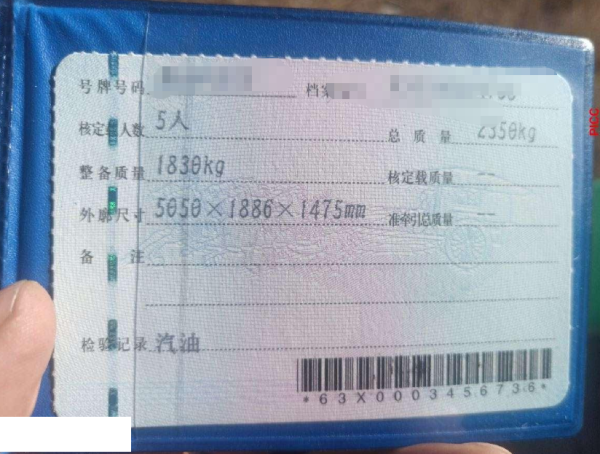 号牌号码 档案
核定 人数 5人 总质量 2350kg
整备质量 1830kg 核定载质量 --
外廓尺寸 5050×1886×1475mm 准牵引总质量 --
备注
检验记录 汽油
*63X0003456736*